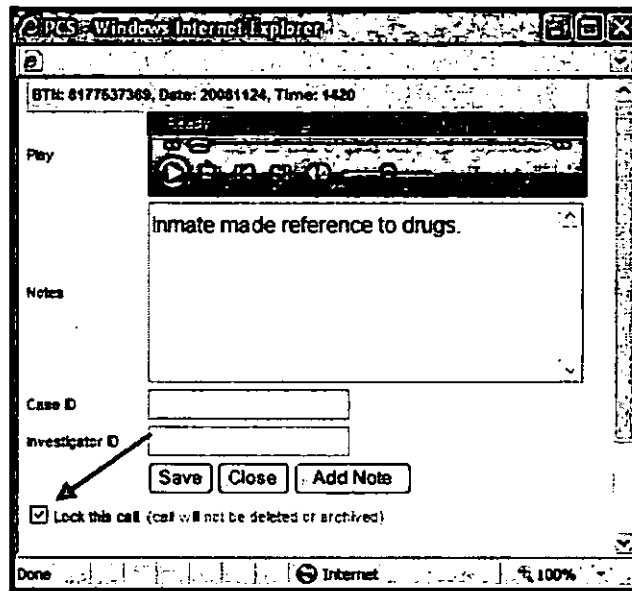 PCS - Windows Internet Explorer
BTN: 8177537369, Date: 20081124, Time: 1420
Play
Ready
Inmate made reference to drugs.
Notes
Case ID
Investigator ID
Save Close Add Note
Lock this call (call will not be deleted or archived)
Done Internet 100%